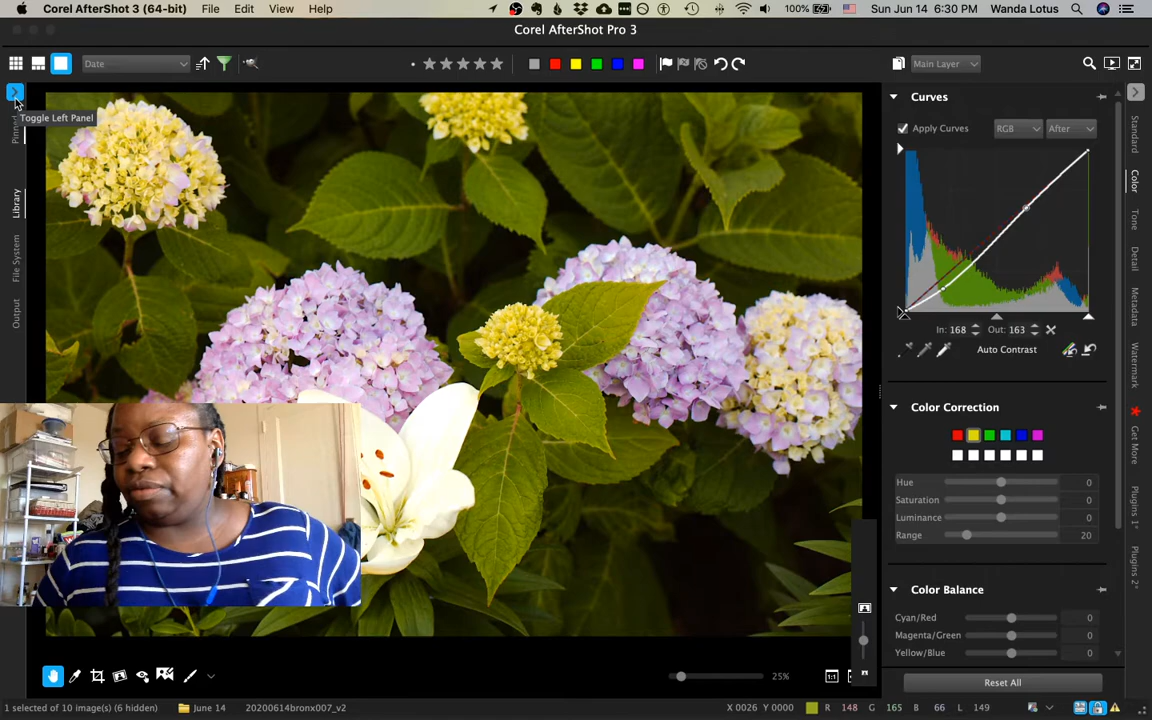 Corel AfterShot 3 (64-bit) File Edit View Help 100% Sun Jun 14 6:30 PM Wanda Lotus
Corel AfterShot Pro 3
Date Main Layer
Toggle Left Panel
Library
File System
Output
Curves
Apply Curves RGB After
In: 168 Out: 163
Auto Contrast
Color Correction
Hue 0
Saturation 0
Luminance 0
Range 20
Color Balance
Cyan/Red 0
Magenta/Green 0
Yellow/Blue 0
Reset All
Standard
Color
Tone
Detail
Metadata
Watermark
Get More
Plugins 1*
Plugins 2*
25% 1:1
1 selected of 10 image(s) (6 hidden) June 14 20200614bronx007_v2 X 0026 Y 0000 R 148 G 165 B 66 L 149